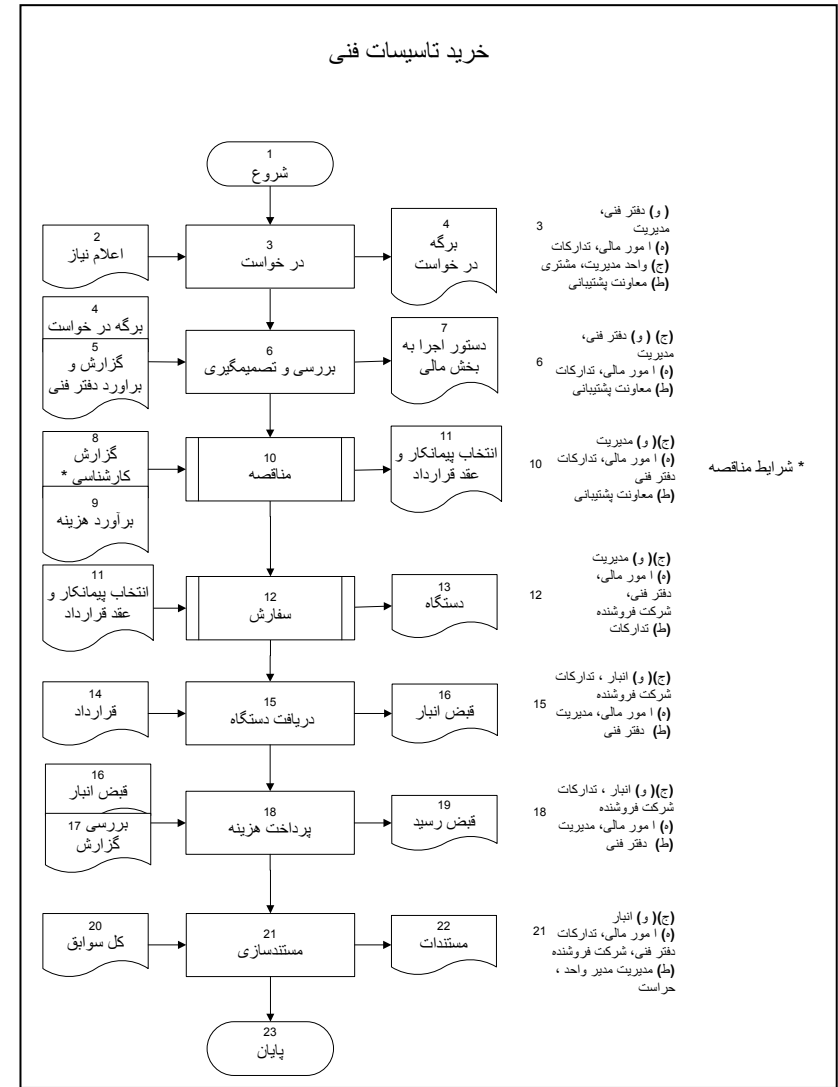 خرید تاسیسات فنی
1
شروع
2
اعلام نیاز
3
در خواست
4
برگه
در خواست
3
( و) دفتر فنی،
مدیریت
(ه) ا مور مالی، تدارکات
(ج) واحد مدیریت، مشتری
(ط) معاونت پشتیبانی
4
برگه در خواست
5
گزارش و
براورد دفتر فنی
6
بررسی و تصمیمگیری
7
دستور اجرا به
بخش مالی
6
(ج) ( و) دفتر فنی،
مدیریت
(ه) ا مور مالی، تدارکات
(ط) معاونت پشتیبانی
8
گزارش
کارشناسی *
9
برآورد هزینه
10
مناقصه
11
انتخاب پیمانکار و
عقد قرارداد
10
(ج)( و) مدیریت
(ه) ا مور مالی، تدارکات
دفتر فنی
(ط) معاونت پشتیبانی
* شرایط مناقصه
11
انتخاب پیمانکار و
عقد قرارداد
12
سفارش
13
دستگاه
12
(ج)( و) مدیریت
(ه) ا مور مالی،
دفتر فنی،
شرکت فروشنده
(ط) تدارکات
14
قرارداد
15
دریافت دستگاه
16
قبض انبار
15
(ج)( و) انبار ، تدارکات
شرکت فروشنده
(ه) ا مور مالی، مدیریت
(ط) دفتر فنی
16
قبض انبار
17 بررسی
گزارش
18
پرداخت هزینه
19
قبض رسید
18
(ج)( و) انبار ، تدارکات
شرکت فروشنده
(ه) ا مور مالی، مدیریت
(ط) دفتر فنی
20
کل سوابق
21
مستندسازی
22
مستندات
21
(ج)( و) انبار
(ه) ا مور مالی، تدارکات
دفتر فنی، شرکت فروشنده
(ط) مدیریت مدیر واحد ،
حراست
23
پایان